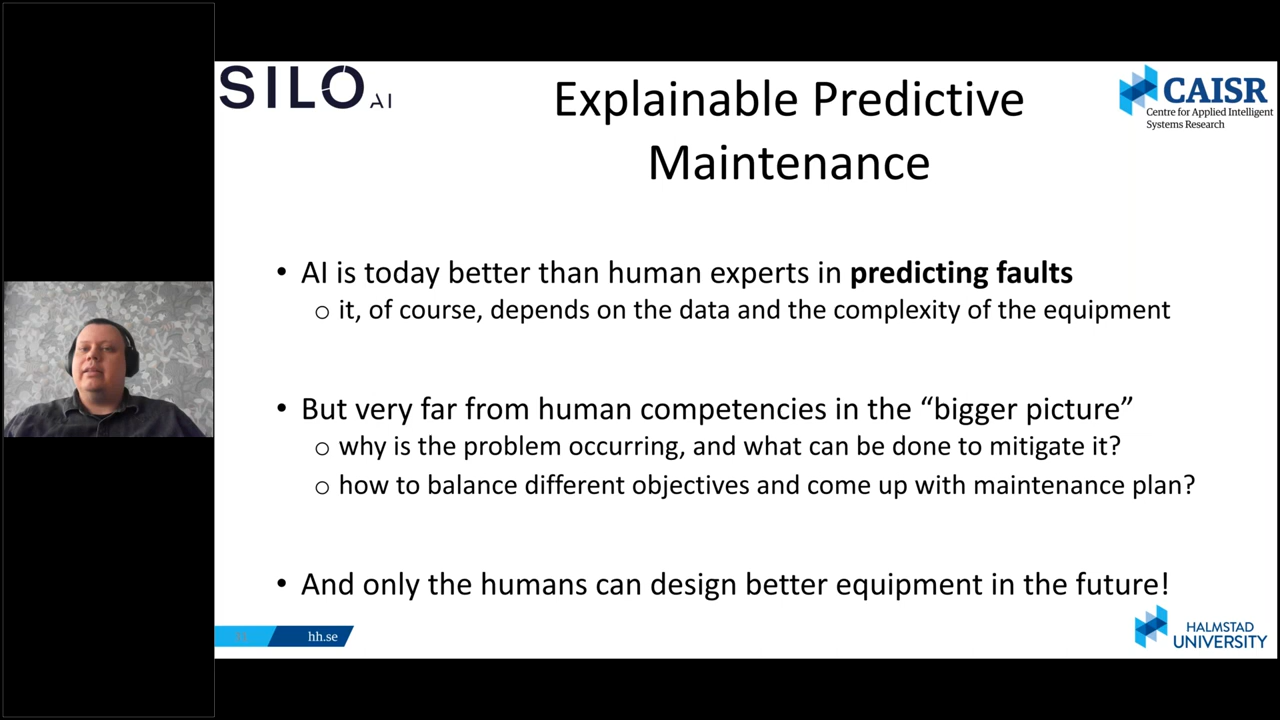 SILO AI
Explainable Predictive
Maintenance
CAISR
Centre for Applied Intelligent
Systems Research
• AI is today better than human experts in predicting faults
o it, of course, depends on the data and the complexity of the equipment
• But very far from human competencies in the “bigger picture”
o why is the problem occurring, and what can be done to mitigate it?
o how to balance different objectives and come up with maintenance plan?
• And only the humans can design better equipment in the future!
hh.se
HALMSTAD
UNIVERSITY